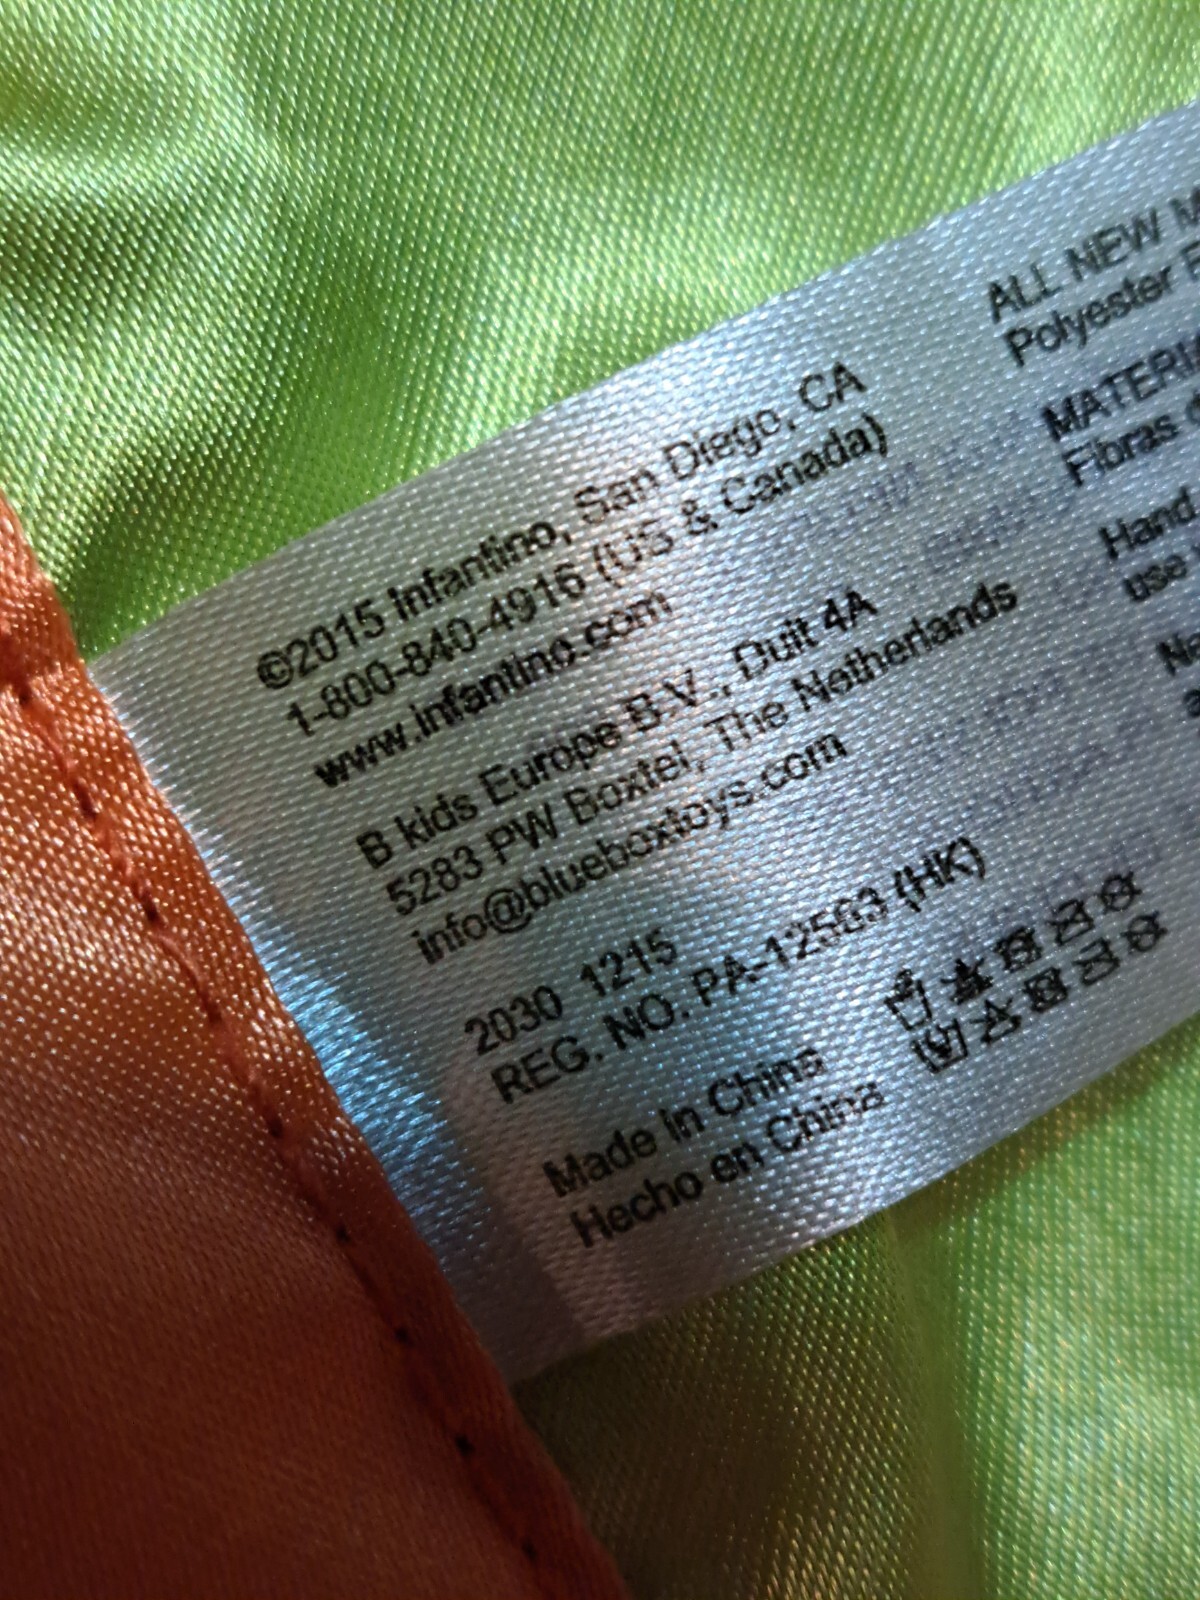 ©2015 Infantino, San Diego, CA
1-800-840-4916 (US & Canada)
www.infantino.com
B kids Europe B.V., Duit 4A
5283 PW Boxtel, The Netherlands
info@blueboxtoys.com
2030 1215
REG. NO. PA-12563 (HK)
Made in China
Hecho en China
ALL NEW
Polyester
Fibras
Hand
use